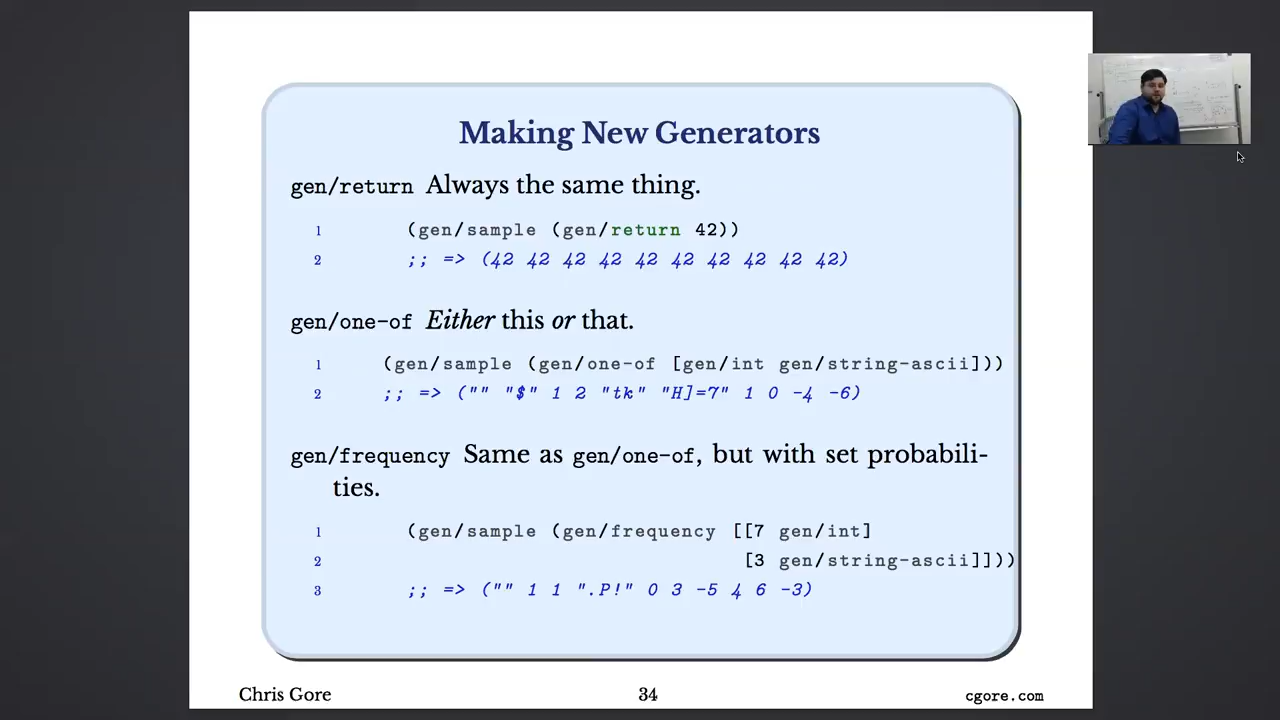 Making New Generators
gen/return Always the same thing.
1 (gen/sample (gen/return 42))
2 ;; => (42 42 42 42 42 42 42 42 42 42)
gen/one-of Either this or that.
1 (gen/sample (gen/one-of [gen/int gen/string-ascii]))
2 ;; => ("" "$" 1 2 "tk" "H]=7" 1 0 -4 -6)
gen/frequency Same as gen/one-of, but with set probabili-
ties.
1 (gen/sample (gen/frequency [[7 gen/int]
2 [3 gen/string-ascii]]))
3 ;; => ("" 1 1 ".P!" 0 3 -5 4 6 -3)
Chris Gore 34 cgore.com